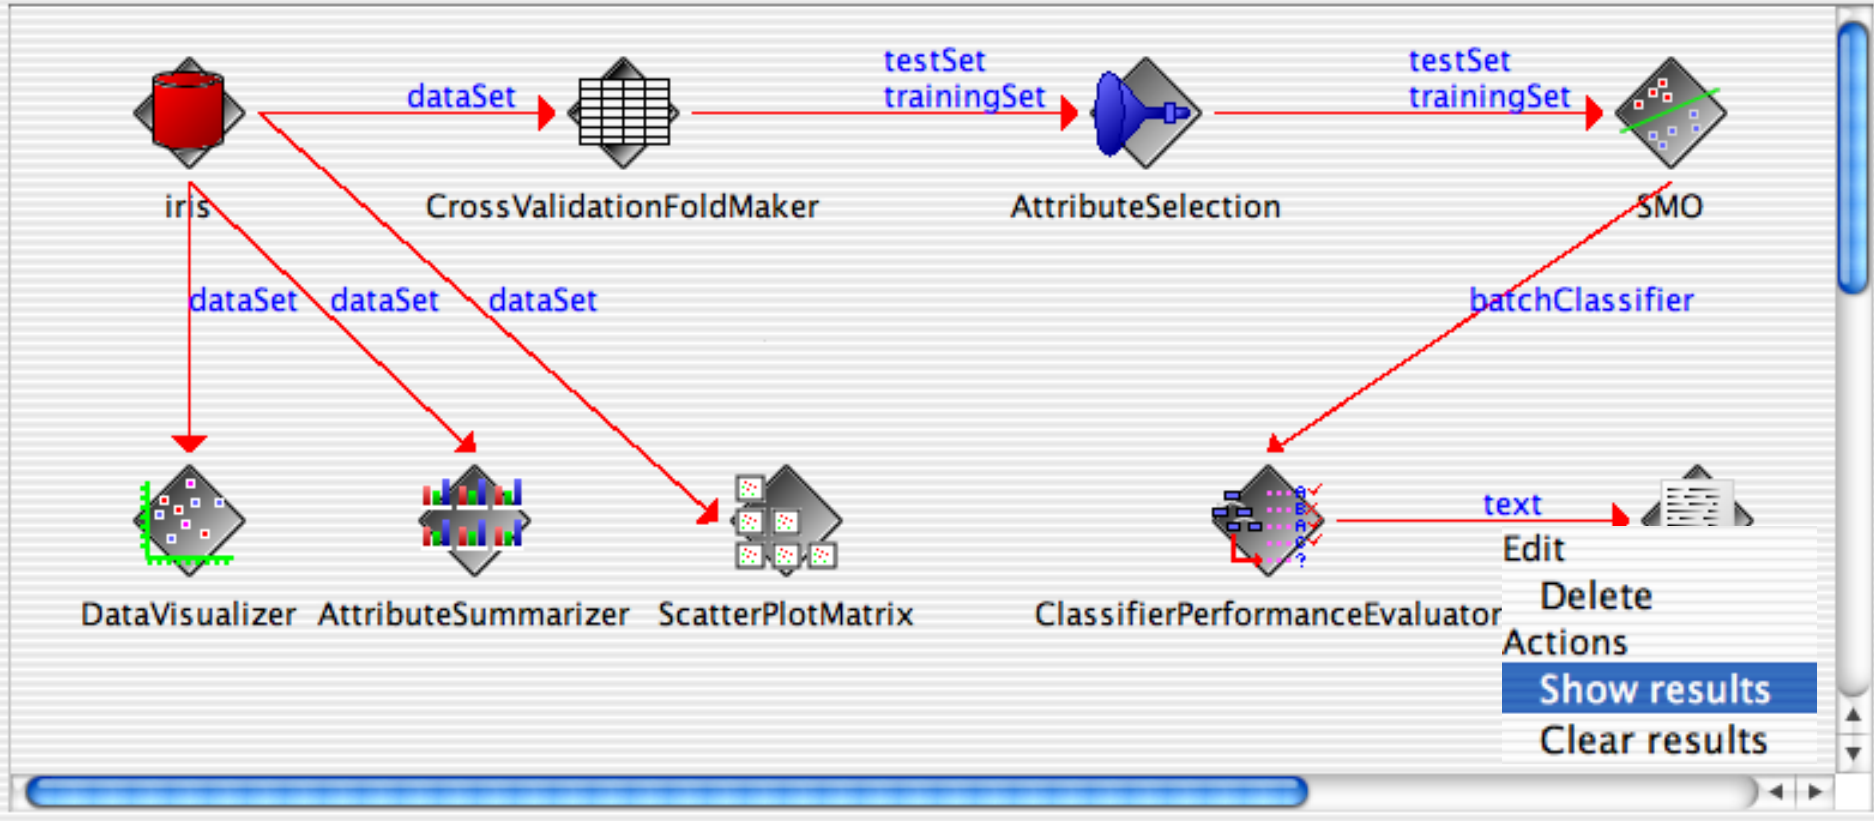 testSet
testSet
dataSet
trainingSet
trainingSet
iris
CrossValidationFoldMaker
AttributeSelection
SMO
dataSet
dataSet
dataSet
batchClassifier
text
DataVisualizer
AttributeSummarizer
ScatterPlotMatrix
ClassifierPerformanceEvaluator
Edit
Delete
Actions
Show results
Clear results